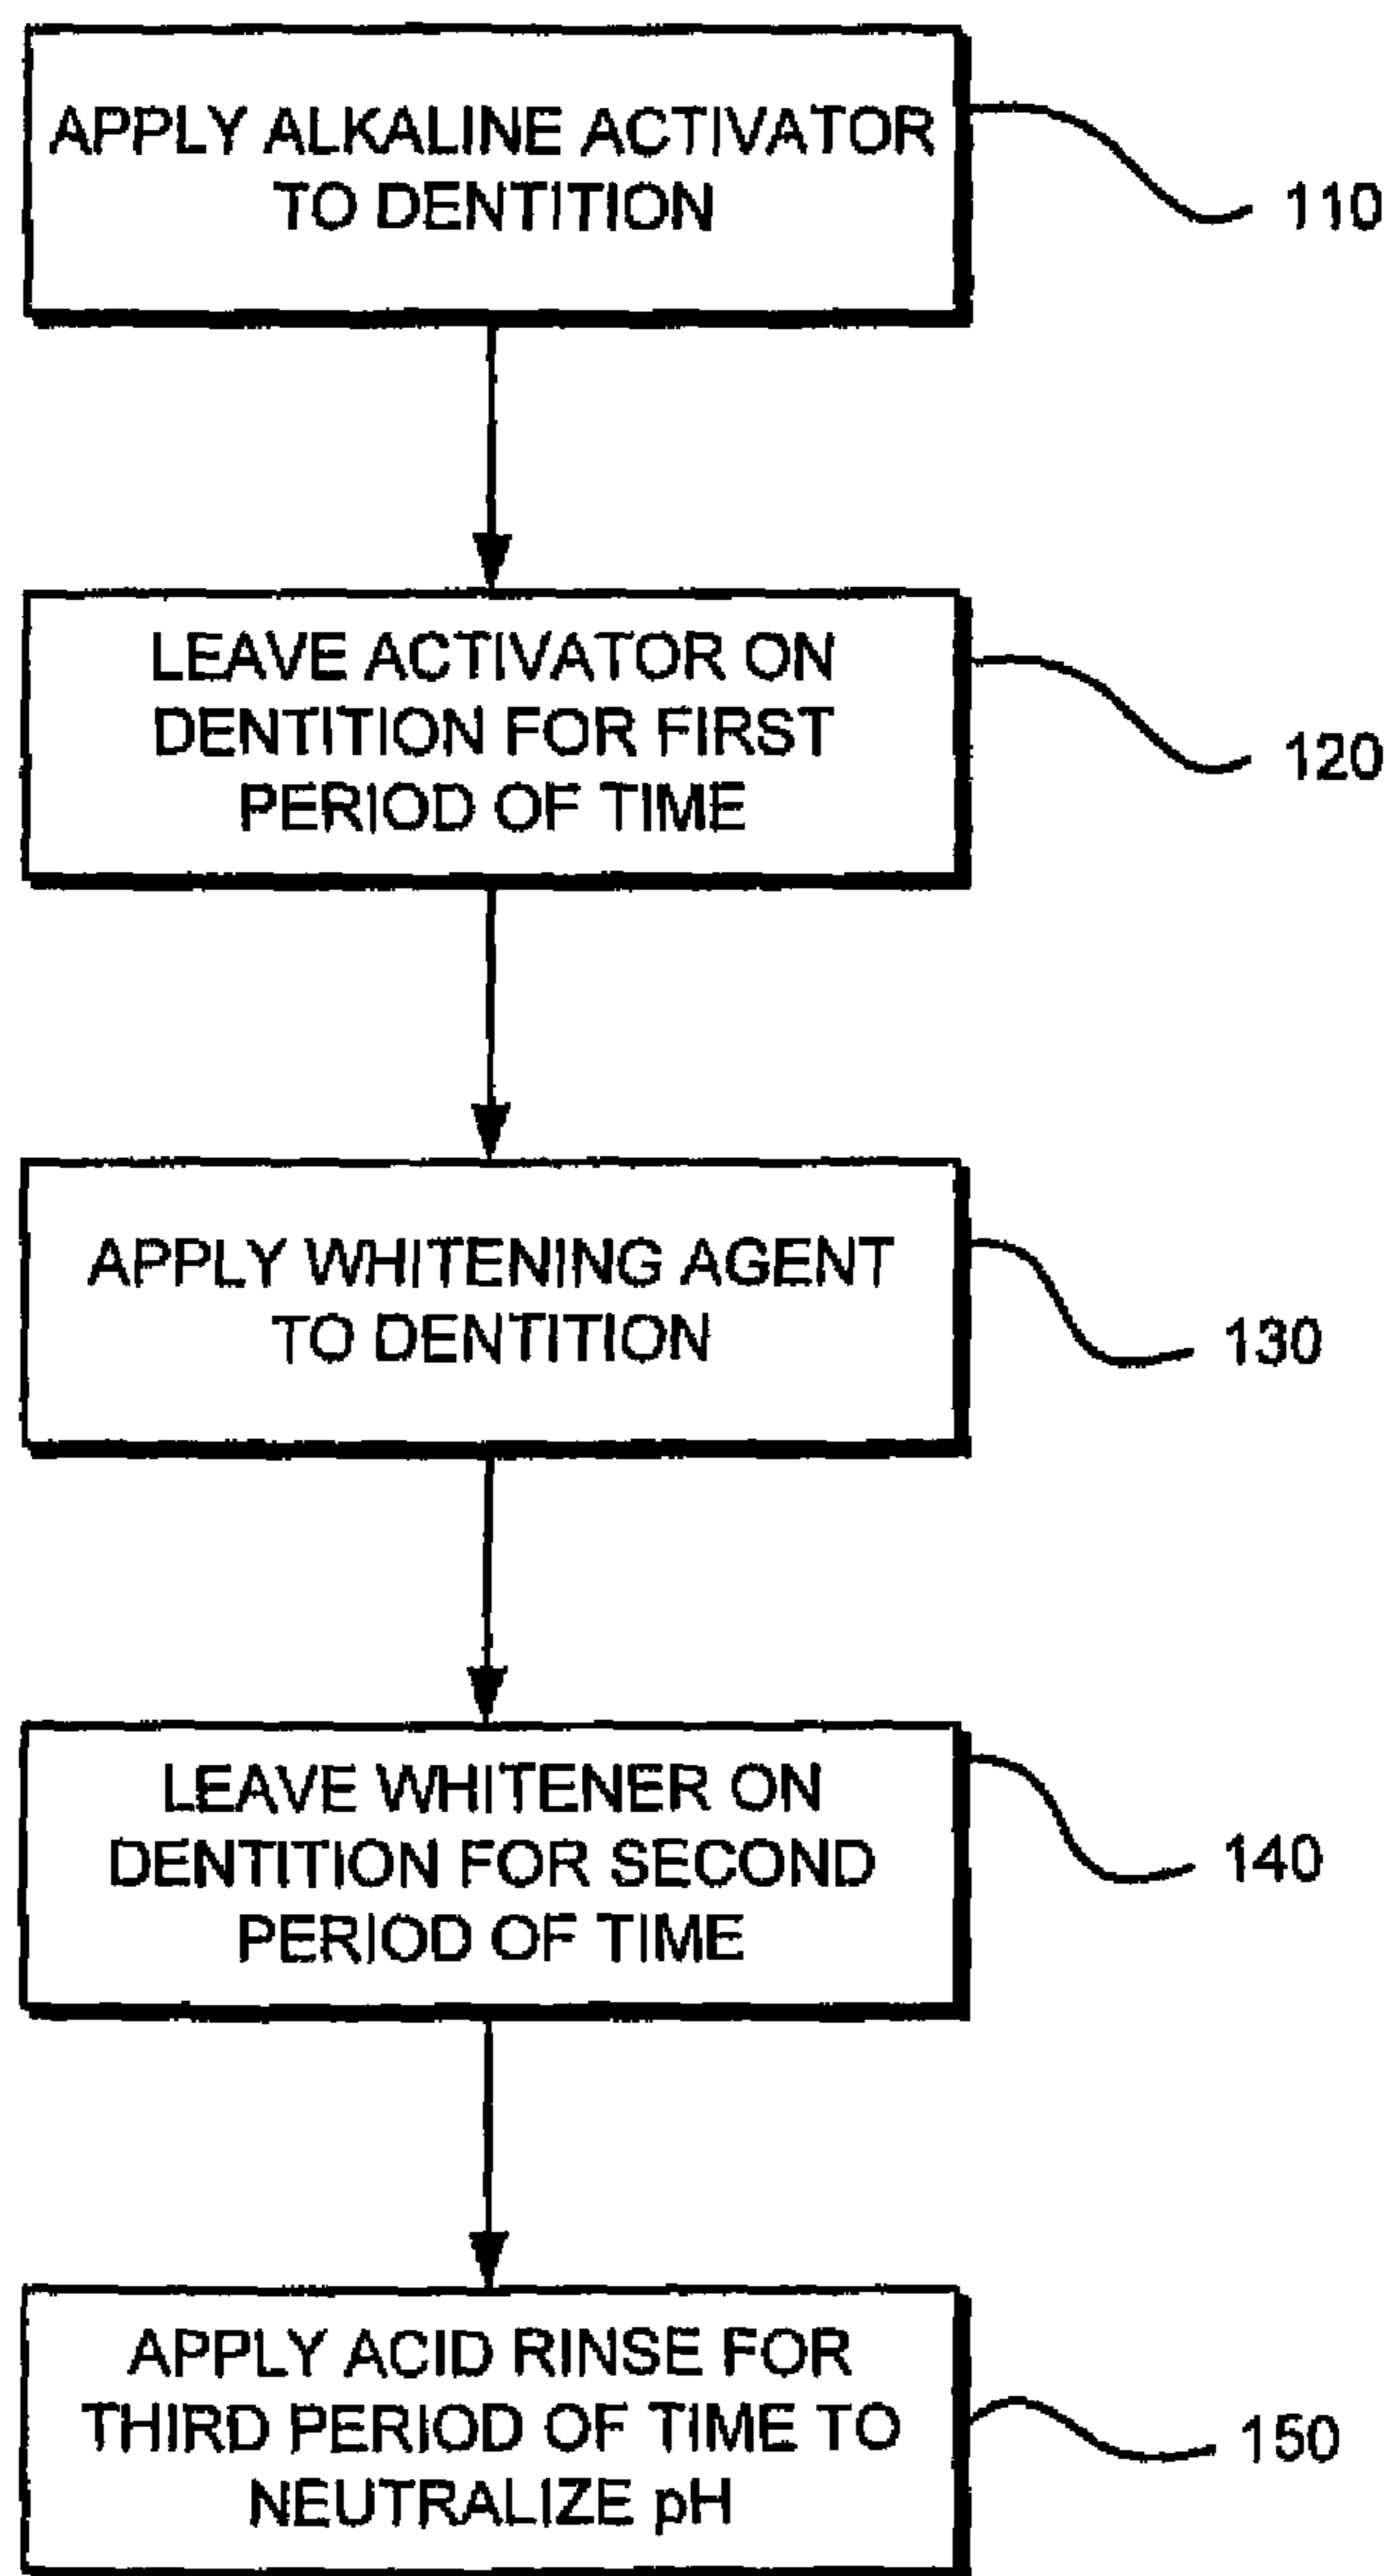 APPLY ALKALINE ACTIVATOR
TO DENTITION
110
LEAVE ACTIVATOR ON
DENTITION FOR FIRST
PERIOD OF TIME
120
APPLY WHITENING AGENT
TO DENTITION
130
LEAVE WHITENER ON
DENTITION FOR SECOND
PERIOD OF TIME
140
APPLY ACID RINSE FOR
THIRD PERIOD OF TIME TO
NEUTRALIZE pH
150